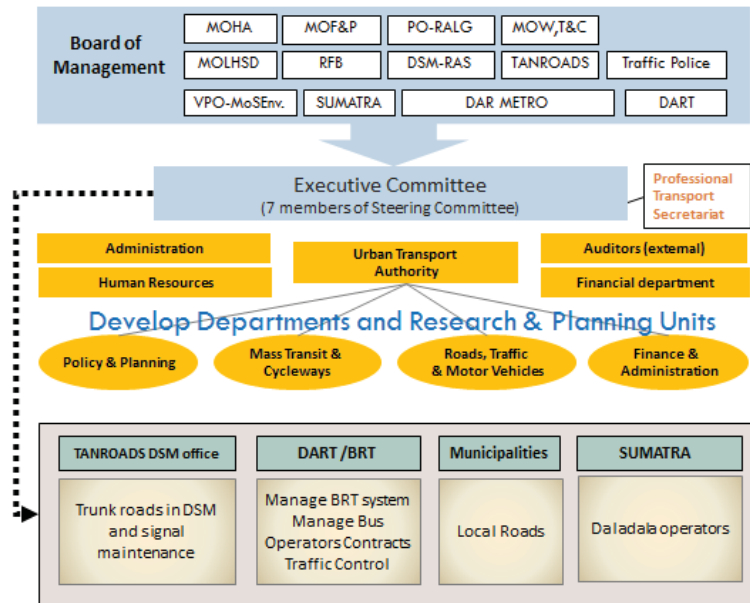 Board of
Management
MOHA
MOF&P
PO-RALG
MOW,T&C
MOLHSD
RFB
DSM-RAS
TANROADS
Traffic Police
VPO-MoSEnv.
SUMATRA
DAR METRO
DART
Executive Committee
(7 members of Steering Committee)
Professional
Transport
Secretariat
Administration
Human Resources
Urban Transport
Authority
Auditors (external)
Financial department
Develop Departments and Research & Planning Units
Policy & Planning
Mass Transit &
Cycleways
Roads, Traffic
& Motor Vehicles
Finance &
Administration
TANROADS DSM office
DART /BRT
Municipalities
SUMATRA
Trunk roads in DSM
and signal
maintenance
Manage BRT system
Manage Bus
Operators Contracts
Traffic Control
Local Roads
Daladala operators